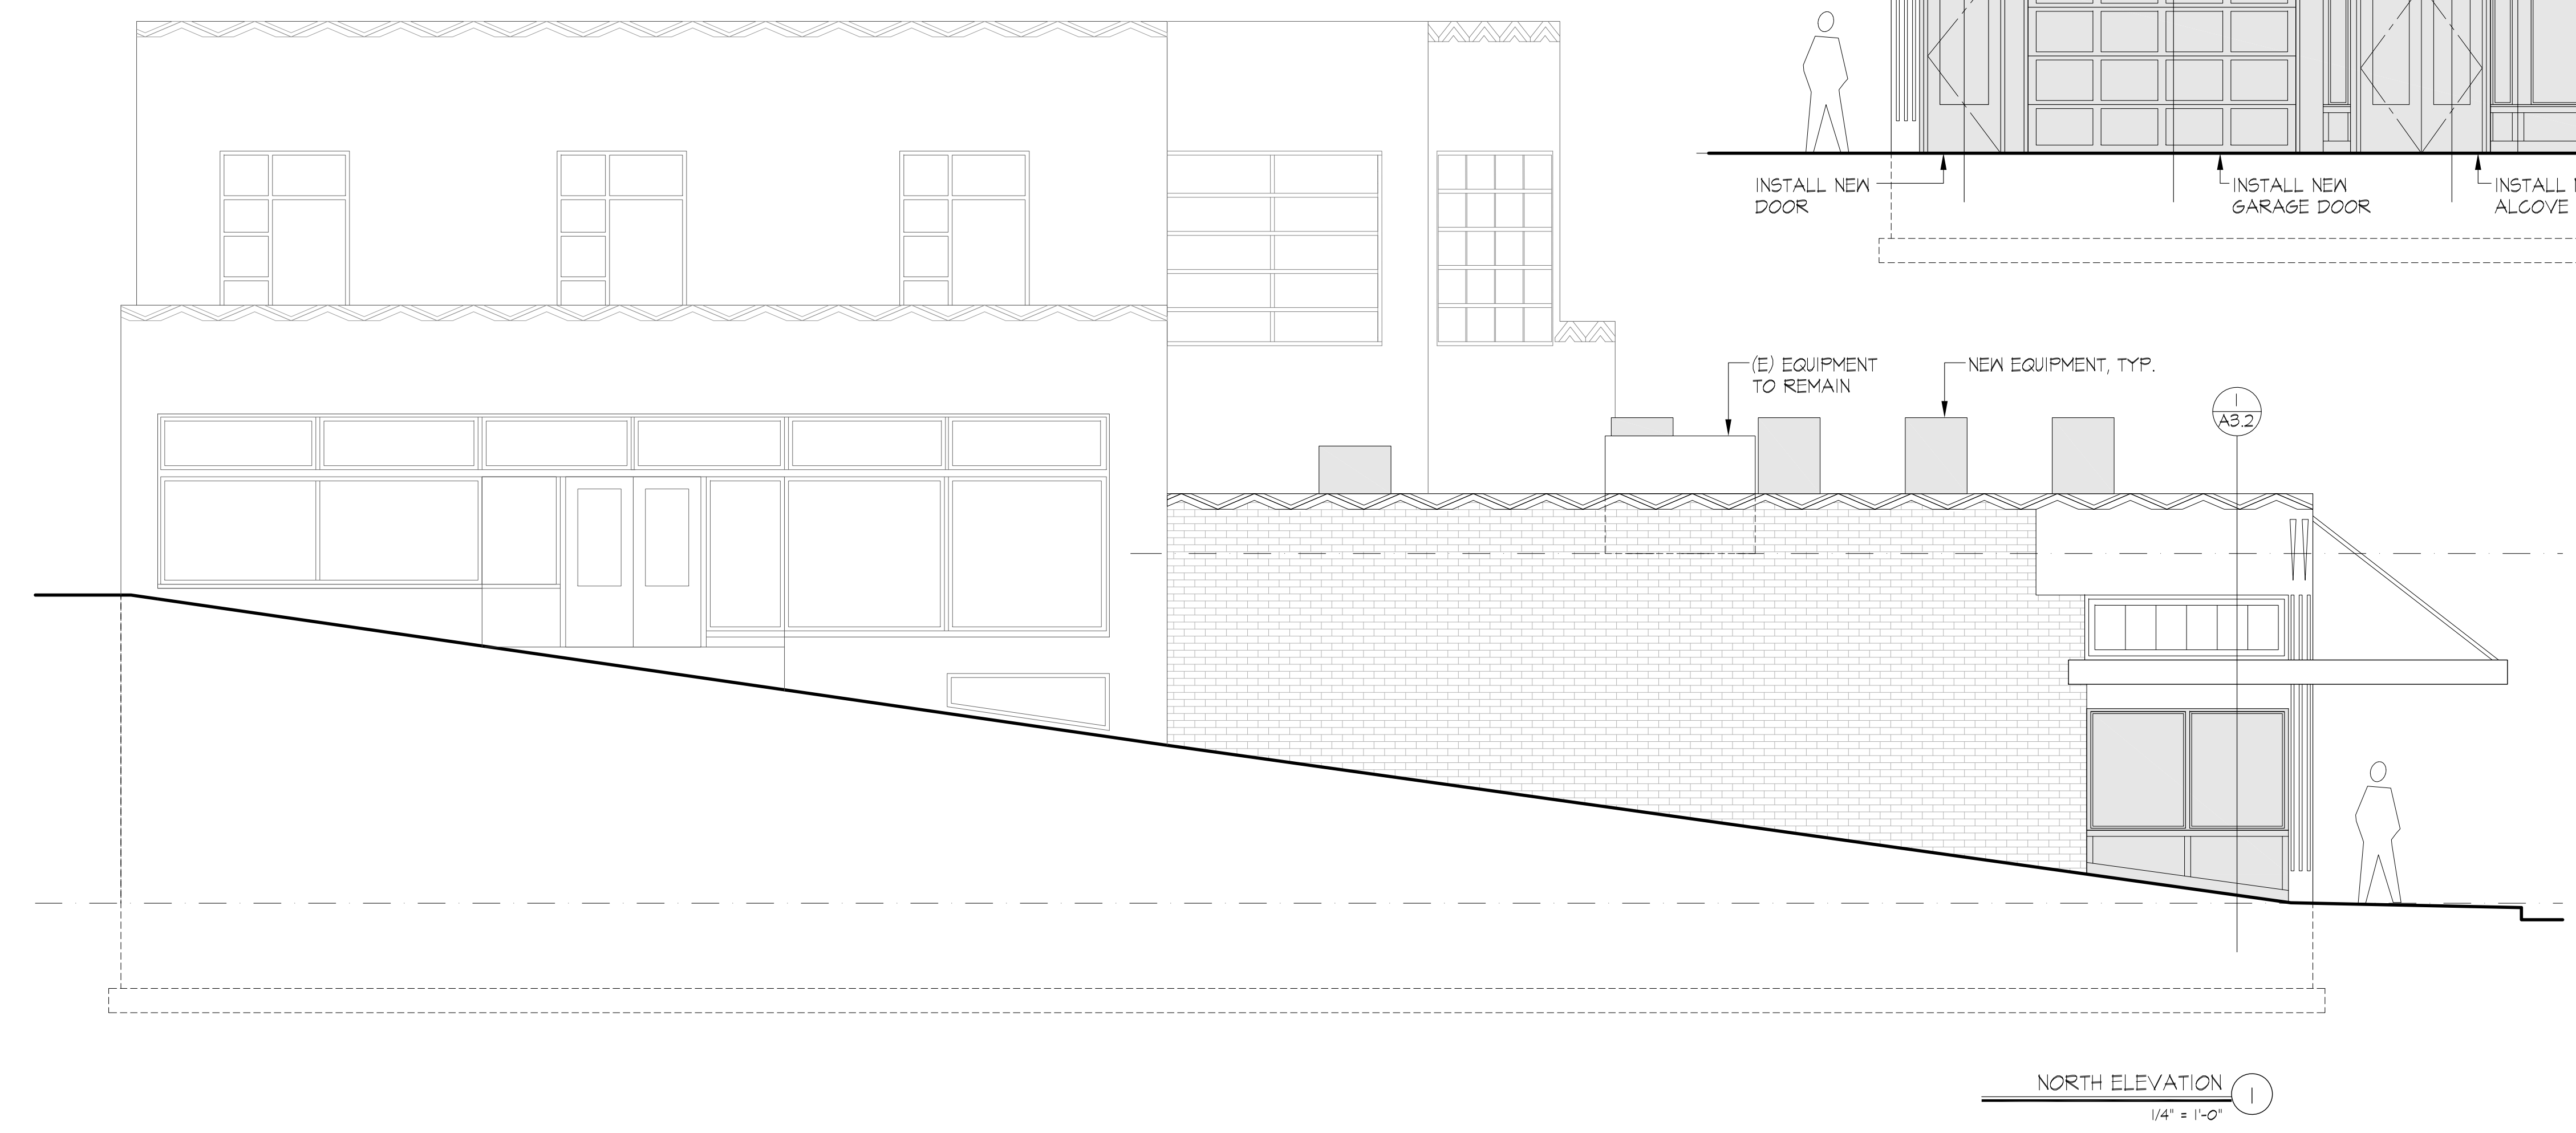 INSTALL NEW
DOOR
INSTALL NEW
GARAGE DOOR
INSTALL
ALCOVE
(E) EQUIPMENT
TO REMAIN
NEW EQUIPMENT, TYP.
1
A3.2
NORTH ELEVATION
1
1/4" = 1'-0"